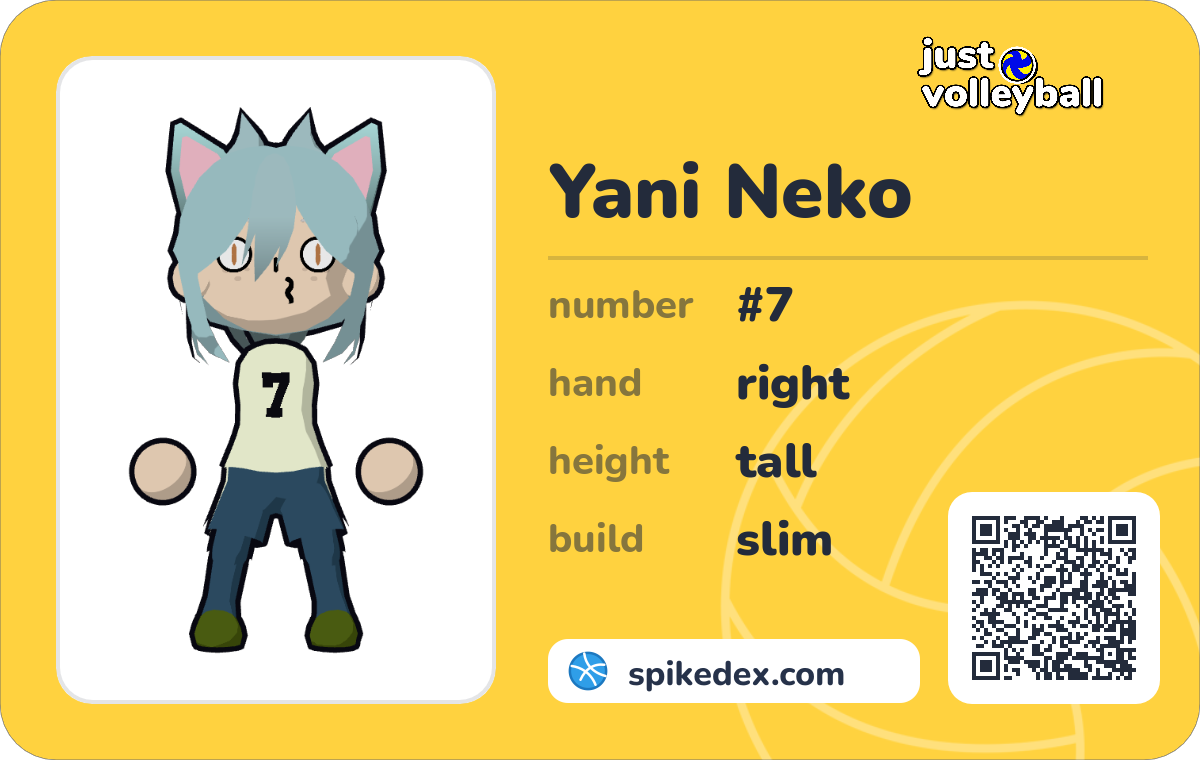 just
volleyball
Yani Neko
number #7
hand right
height tall
build slim
7
spikedex.com